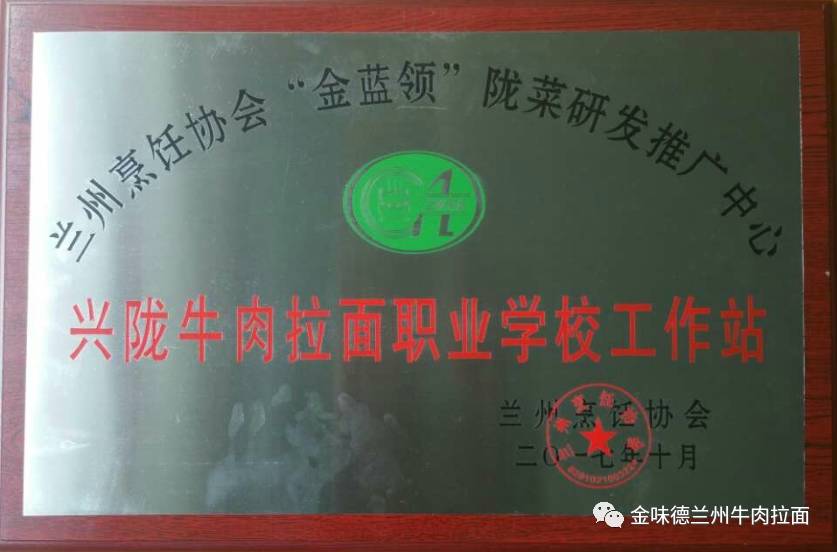 兰州烹饪协会“金蓝领”陇菜研发推广中心
兴陇牛肉拉面职业学校工作站
兰州烹饪协会
二〇一七年十月
金味德兰州牛肉拉面